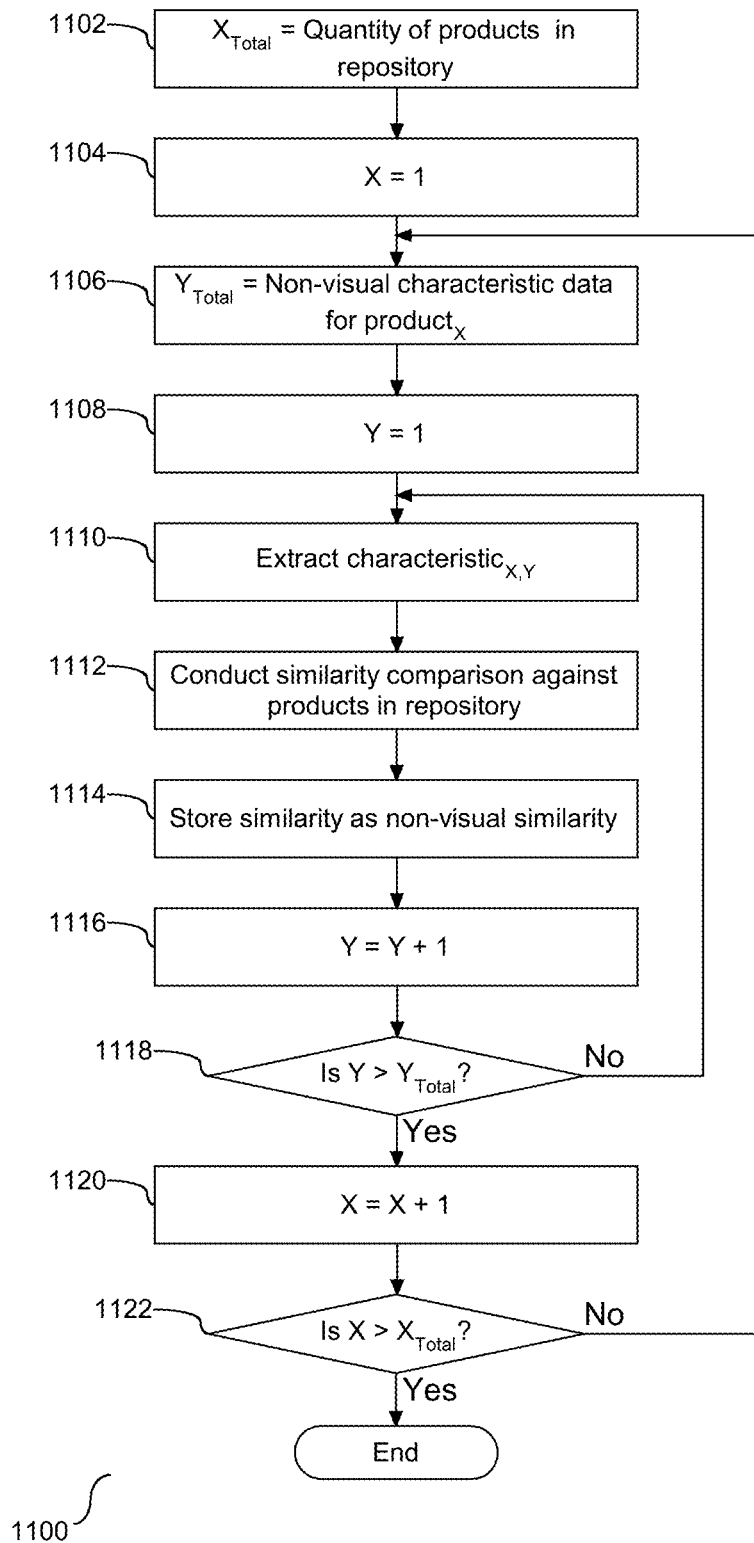 1102
X_Total = Quantity of products in
repository
1104
X = 1
1106
Y_Total = Non-visual characteristic data
for product_X
1108
Y = 1
1110
Extract characteristic_X,Y
1112
Conduct similarity comparison against
products in repository
1114
Store similarity as non-visual similarity
1116
Y = Y + 1
1118
Is Y > Y_Total?
No
Yes
1120
X = X + 1
1122
Is X > X_Total?
No
Yes
End
1100